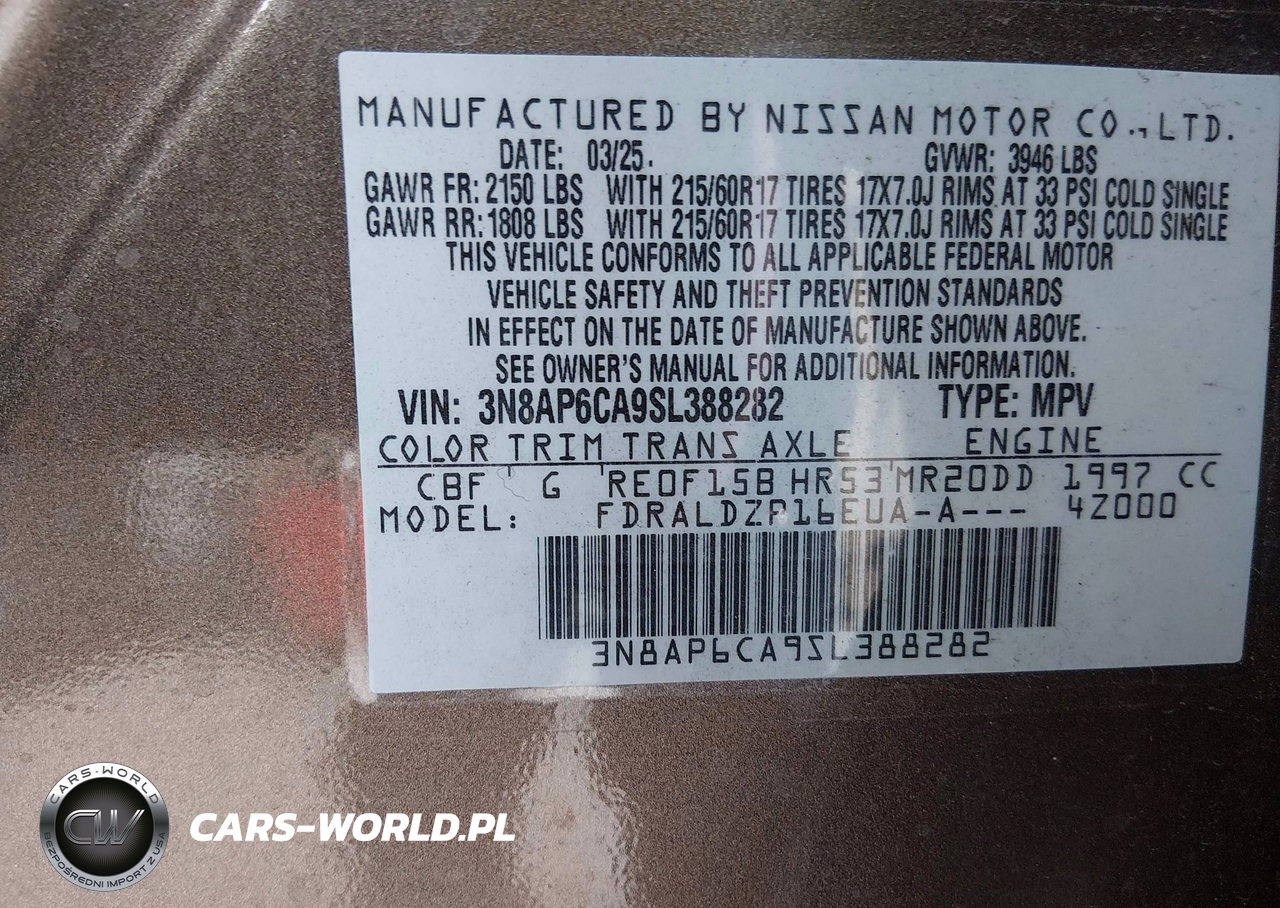 MANUFACTURED BY NISSAN MOTOR CO., LTD.
DATE: 03/25. GVWR: 3946 LBS
GAWR FR: 2150 LBS WITH 215/60R17 TIRES 17X7.0J RIMS AT 33 PSI COLD SINGLE
GAWR RR: 1808 LBS WITH 215/60R17 TIRES 17X7.0J RIMS AT 33 PSI COLD SINGLE
THIS VEHICLE CONFORMS TO ALL APPLICABLE FEDERAL MOTOR
VEHICLE SAFETY AND THEFT PREVENTION STANDARDS
IN EFFECT ON THE DATE OF MANUFACTURE SHOWN ABOVE.
SEE OWNER'S MANUAL FOR ADDITIONAL INFORMATION.
VIN: 3N8AP6CA9SL388282 TYPE: MPV
COLOR TRIM TRANS AXLE ENGINE
CBF G RE0F15B HR53 MR20DD 1997 CC
MODEL: FDRALDZP16EUA-A--- 4Z000
3N8AP6CA9SL388282
CARS-WORLD
CW
BEZPOŚREDNI IMPORT Z USA
CARS-WORLD.PL